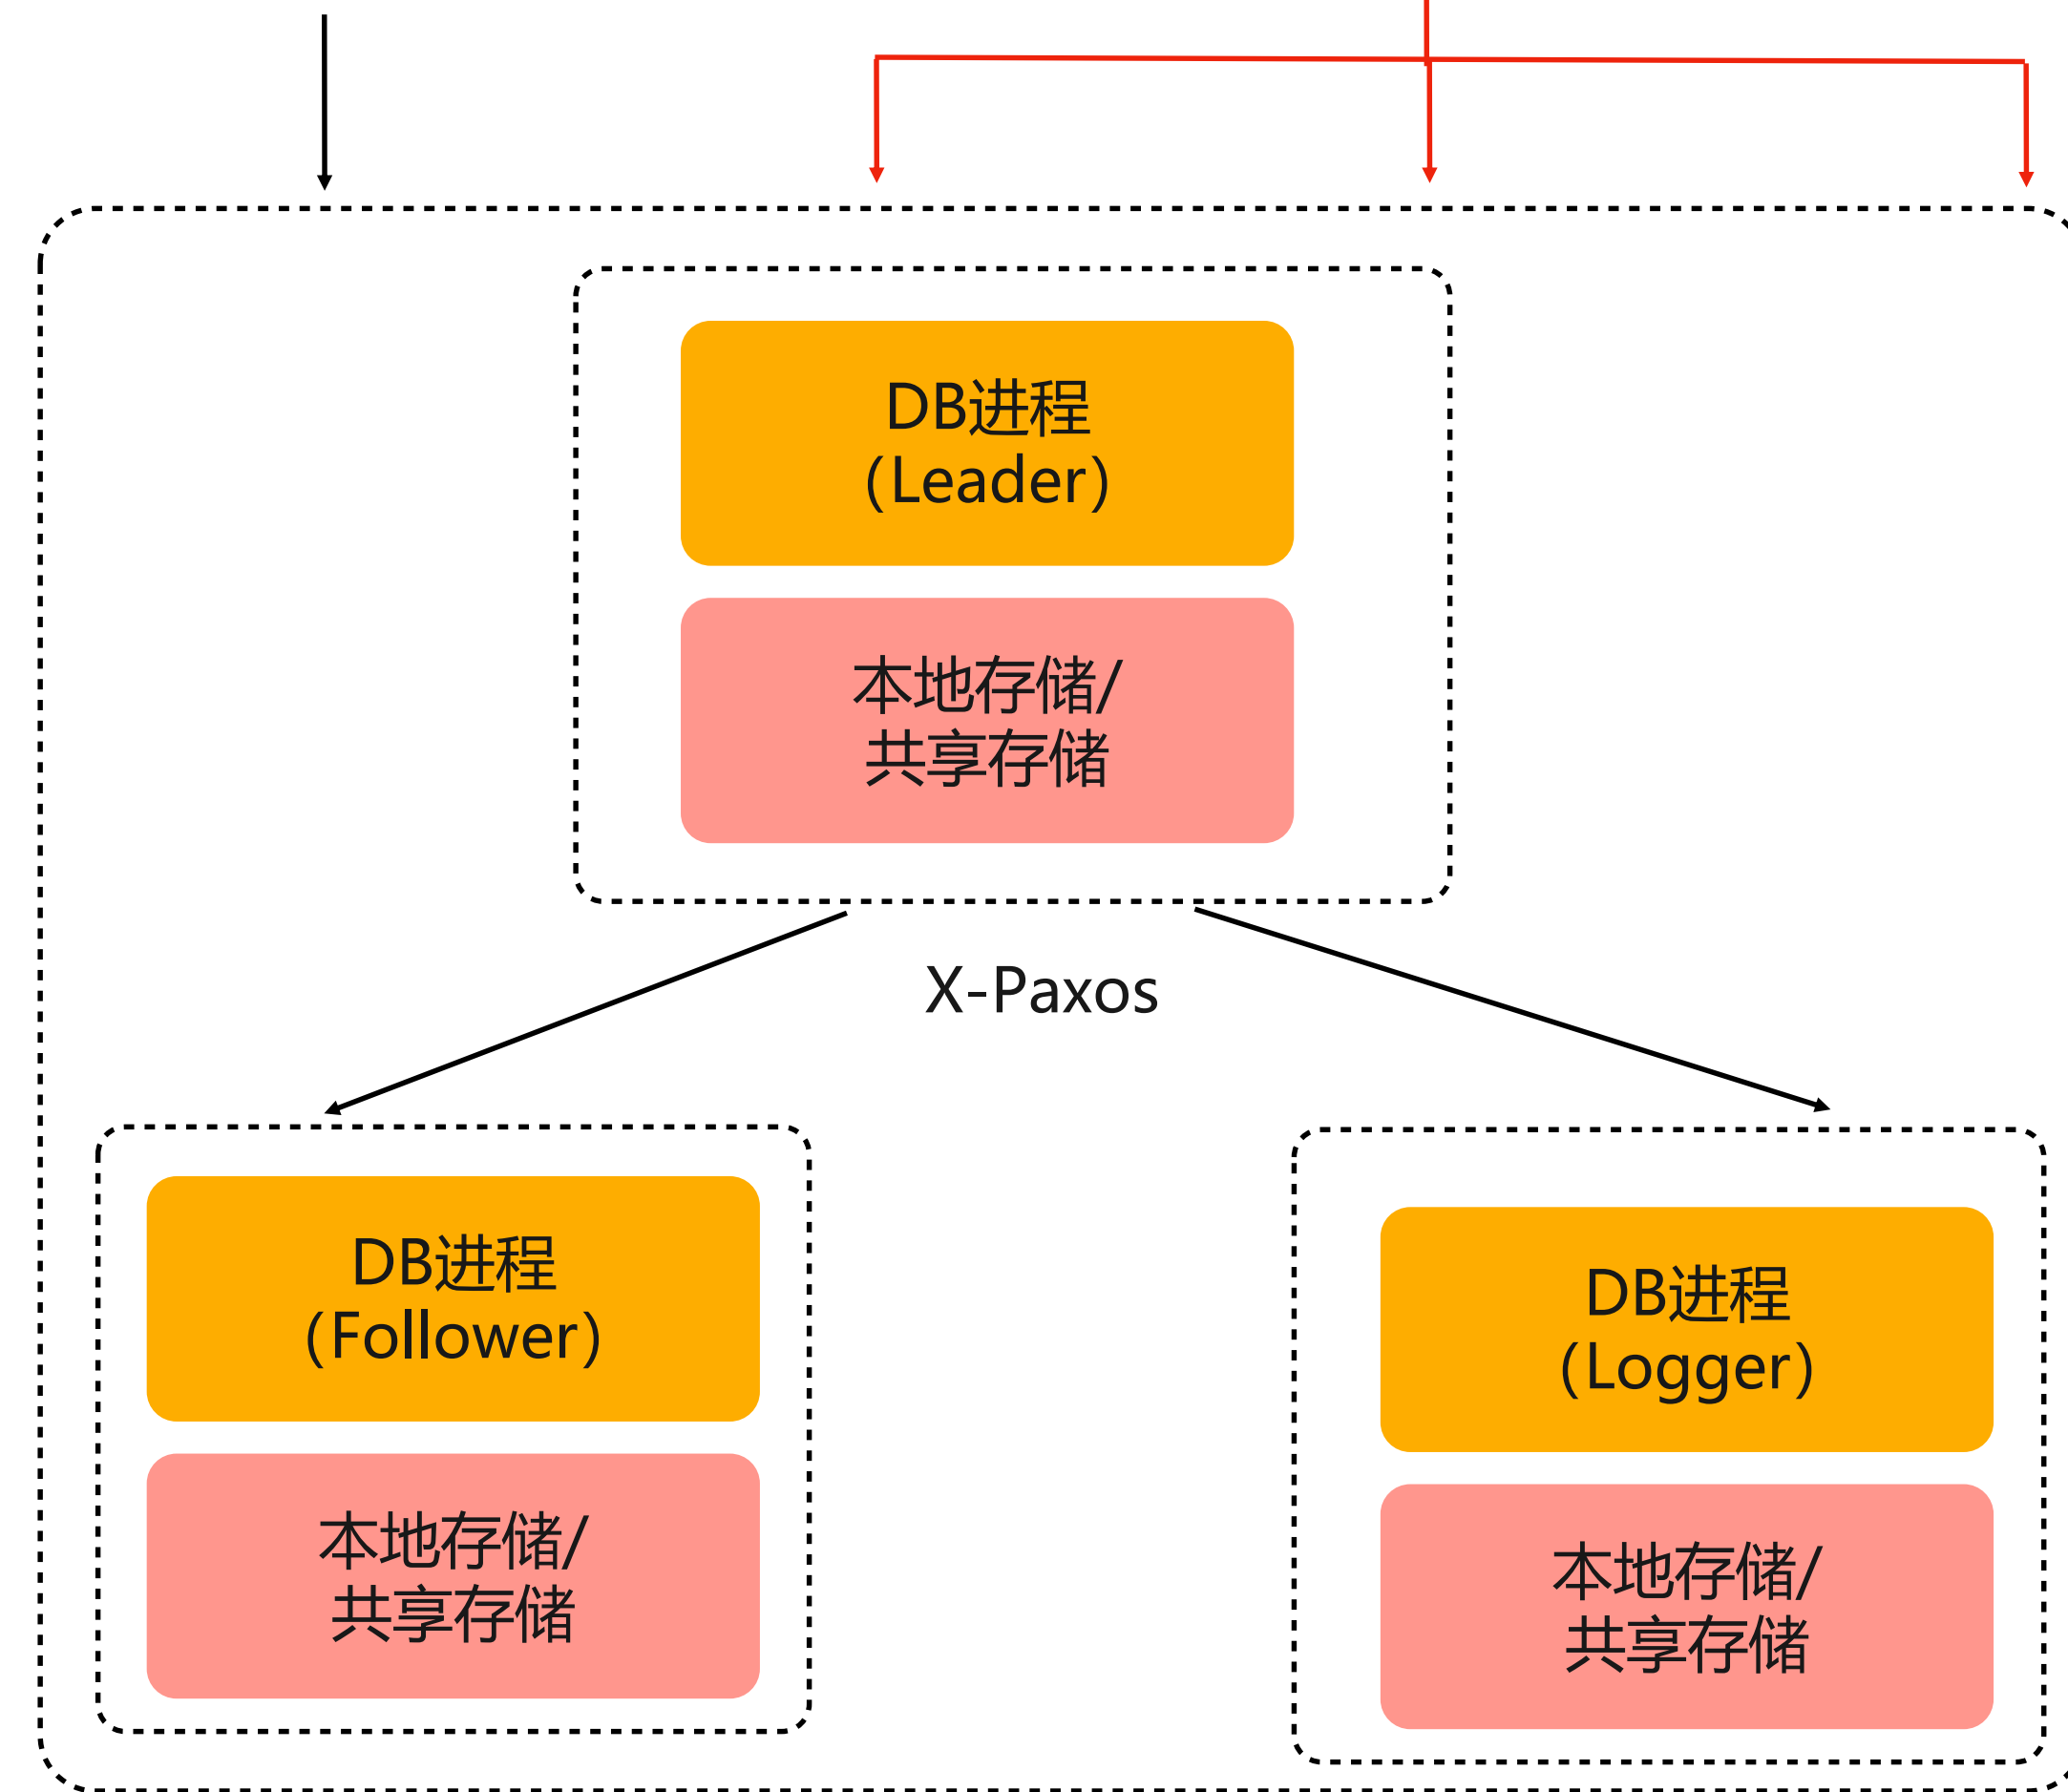 DB进程
（Leader）
本地存储/
共享存储
X-Paxos
DB进程
（Follower）
本地存储/
共享存储
DB进程
（Logger）
本地存储/
共享存储